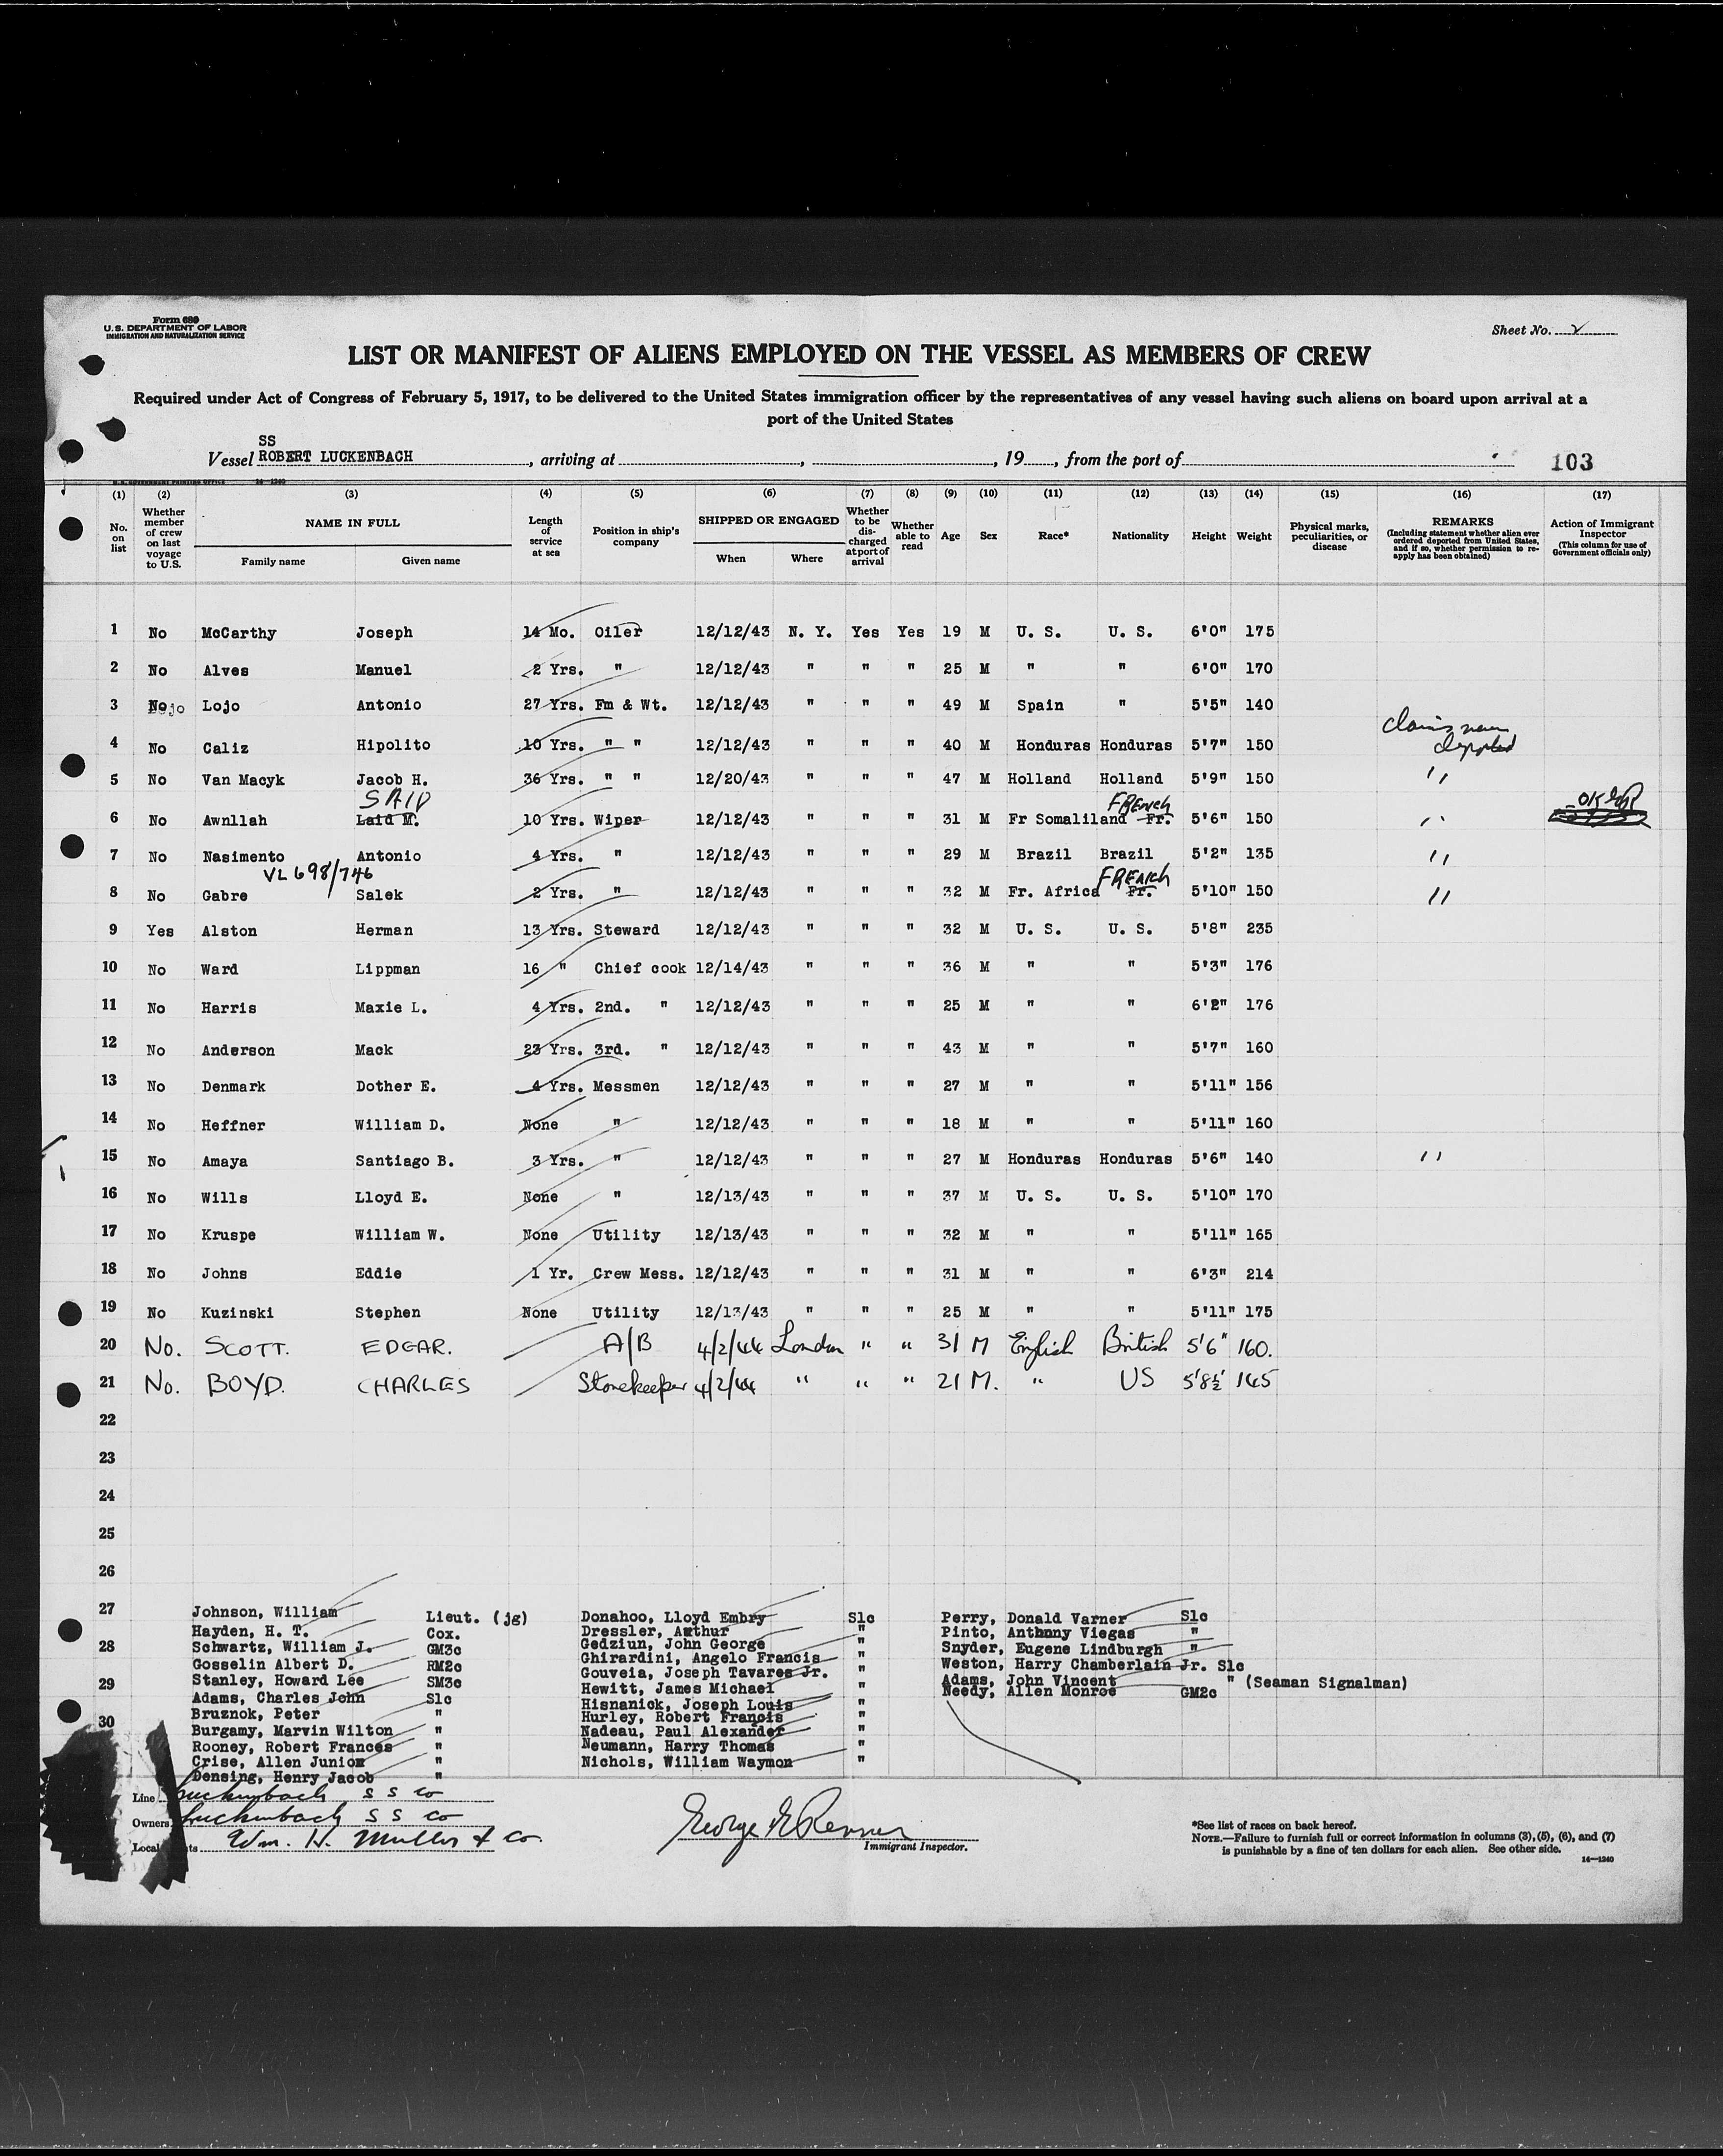 Form 680
U. S. DEPARTMENT OF LABOR
IMMIGRATION AND NATURALIZATION SERVICE
Sheet No. 2
LIST OR MANIFEST OF ALIENS EMPLOYED ON THE VESSEL AS MEMBERS OF CREW
Required under Act of Congress of February 5, 1917, to be delivered to the United States immigration officer by the representatives of any vessel having such aliens on board upon arrival at a
port of the United States
SS
Vessel ROBERT LUCKENBACH, arriving at , , 19 , from the port of 103
U. S. GOVERNMENT PRINTING OFFICE 14—1240
(1) (2) (3) (4) (5) (6) (7) (8) (9) (10) (11) (12) (13) (14) (15) (16) (17)
No. on list
Whether member of crew on last voyage to U.S.
NAME IN FULL
Family name Given name
Length of service at sea
Position in ship's company
SHIPPED OR ENGAGED
When Where
Whether to be discharged at port of arrival
Whether able to read
Age
Sex
Race*
Nationality
Height
Weight
Physical marks, peculiarities, or disease
REMARKS
(Including statement whether alien ever ordered deported from United States, and if so, whether permission to reapply has been obtained)
Action of Immigrant Inspector
(This column for use of Government officials only)
1 No McCarthy Joseph 14 Mo. Oiler 12/12/43 N. Y. Yes Yes 19 M U. S. U. S. 6'0" 175
2 No Alves Manuel 2 Yrs. " 12/12/43 " " " 25 M " " 6'0" 170
3 No Lojo Antonio 27 Yrs. Fm & Wt. 12/12/43 " " " 49 M Spain " 5'5" 140
4 No Caliz Hipolito 10 Yrs. " " 12/12/43 " " " 40 M Honduras Honduras 5'7" 150 claims never deported
5 No Van Macyk Jacob H. 36 Yrs. " " 12/20/43 " " " 47 M Holland Holland 5'9" 150 "
SAID FRENCH
6 No Awnllah Laid M. 10 Yrs. Wiper 12/12/43 " " " 31 M Fr Somaliland Fr. 5'6" 150 " OK
7 No Nasimento Antonio 4 Yrs. " 12/12/43 " " " 29 M Brazil Brazil 5'2" 135 "
VL 698/746 FRENCH
8 No Gabre Salek 2 Yrs. " 12/12/43 " " " 32 M Fr. Africa Fr. 5'10" 150 "
9 Yes Alston Herman 13 Yrs. Steward 12/12/43 " " " 32 M U. S. U. S. 5'8" 235
10 No Ward Lippman 16 " Chief cook 12/14/43 " " " 36 M " " 5'3" 176
11 No Harris Maxie L. 4 Yrs. 2nd. " 12/12/43 " " " 25 M " " 6'2" 176
12 No Anderson Mack 23 Yrs. 3rd. " 12/12/43 " " " 43 M " " 5'7" 160
13 No Denmark Dother E. 4 Yrs. Messmen 12/12/43 " " " 27 M " " 5'11" 156
14 No Heffner William D. None " 12/12/43 " " " 18 M " " 5'11" 160
15 No Amaya Santiago B. 3 Yrs. " 12/12/43 " " " 27 M Honduras Honduras 5'6" 140 "
16 No Wills Lloyd E. None " 12/13/43 " " " 37 M U. S. U. S. 5'10" 170
17 No Kruspe William W. None Utility 12/13/43 " " " 32 M " " 5'11" 165
18 No Johns Eddie 1 Yr. Crew Mess. 12/12/43 " " " 31 M " " 6'3" 214
19 No Kuzinski Stephen None Utility 12/13/43 " " " 25 M " " 5'11" 175
20 No. SCOTT. EDGAR. A/B 4/2/44 London " " 31 M English British 5'6" 160.
21 No. BOYD. CHARLES Storekeeper 4/2/44 " " " 21 M. " US 5'8½ 145
22
23
24
25
26
27
28
29
30
Johnson, William Lieut. (jg)
Hayden, H. T. Cox.
Schwartz, William J. GM3c
Gosselin Albert D. RM2c
Stanley, Howard Lee SM3c
Adams, Charles John S1c
Bruznok, Peter "
Burgamy, Marvin Wilton "
Rooney, Robert Frances "
Crise, Allen Junior "
Densing, Henry Jacob "
Donahoo, Lloyd Embry S1c
Dressler, Arthur "
Gedziun, John George "
Ghirardini, Angelo Francis "
Gouveia, Joseph Tavares Jr. "
Hewitt, James Michael "
Hisnanick, Joseph Louis "
Hurley, Robert Francis "
Nadeau, Paul Alexander "
Neumann, Harry Thomas "
Nichols, William Waymon "
Perry, Donald Varner S1c
Pinto, Anthony Viegas "
Snyder, Eugene Lindburgh "
Weston, Harry Chamberlain Jr. S1c
Adams, John Vincent " (Seaman Signalman)
Needy, Allen Monroe GM2c
Line Luckenbach S S Co
Owners Luckenbach S S Co
Local Wm. H. Muller & Co.
Immigrant Inspector.
*See list of races on back hereof.
NOTE.—Failure to furnish full or correct information in columns (3), (5), (6), and (7)
is punishable by a fine of ten dollars for each alien. See other side.
14—1240